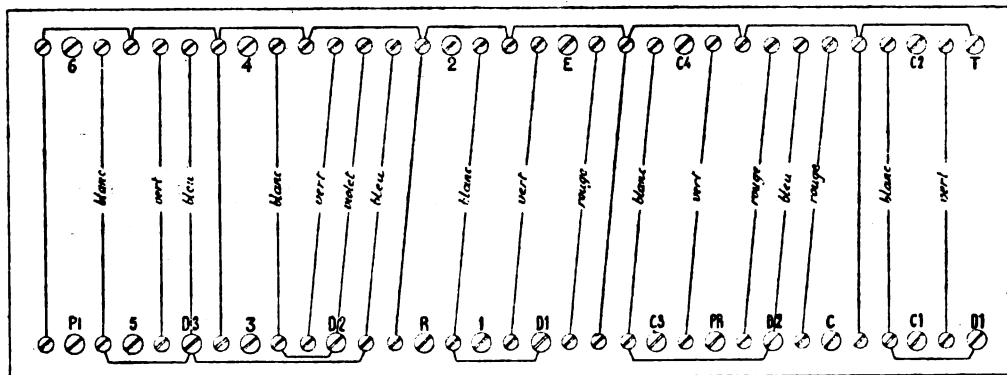 6 4 2 E C4 C2 T
blanc vert bleu blanc vert violet bleu blanc vert rouge blanc vert rouge bleu rouge blanc vert
P1 5 D3 3 D2 R 1 D1 C3 PR D2 C C1 D1